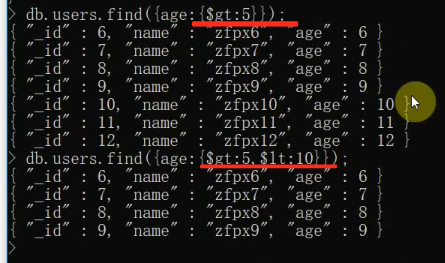 > db.users.find({age:{$gt:5}});
{ "_id" : 6, "name" : "zfpx6", "age" : 6 }
{ "_id" : 7, "name" : "zfpx7", "age" : 7 }
{ "_id" : 8, "name" : "zfpx8", "age" : 8 }
{ "_id" : 9, "name" : "zfpx9", "age" : 9 }
{ "_id" : 10, "name" : "zfpx10", "age" : 10 }
{ "_id" : 11, "name" : "zfpx11", "age" : 11 }
{ "_id" : 12, "name" : "zfpx12", "age" : 12 }
> db.users.find({age:{$gt:5,$lt:10}});
{ "_id" : 6, "name" : "zfpx6", "age" : 6 }
{ "_id" : 7, "name" : "zfpx7", "age" : 7 }
{ "_id" : 8, "name" : "zfpx8", "age" : 8 }
{ "_id" : 9, "name" : "zfpx9", "age" : 9 }
>